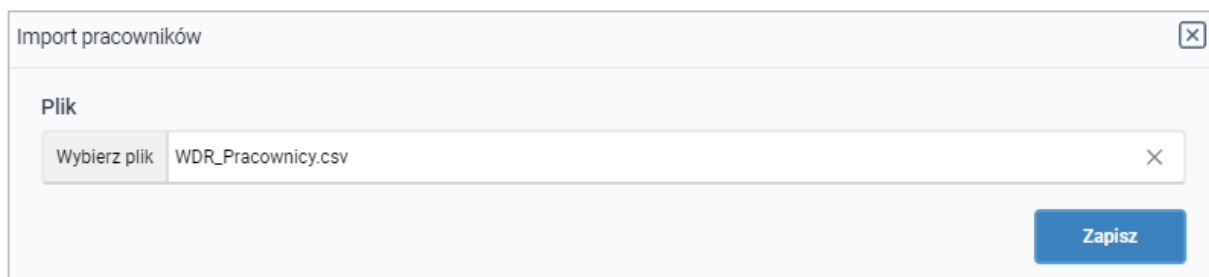 Import pracowników
Plik
Wybierz plik WDR_Pracownicy.csv
Zapisz